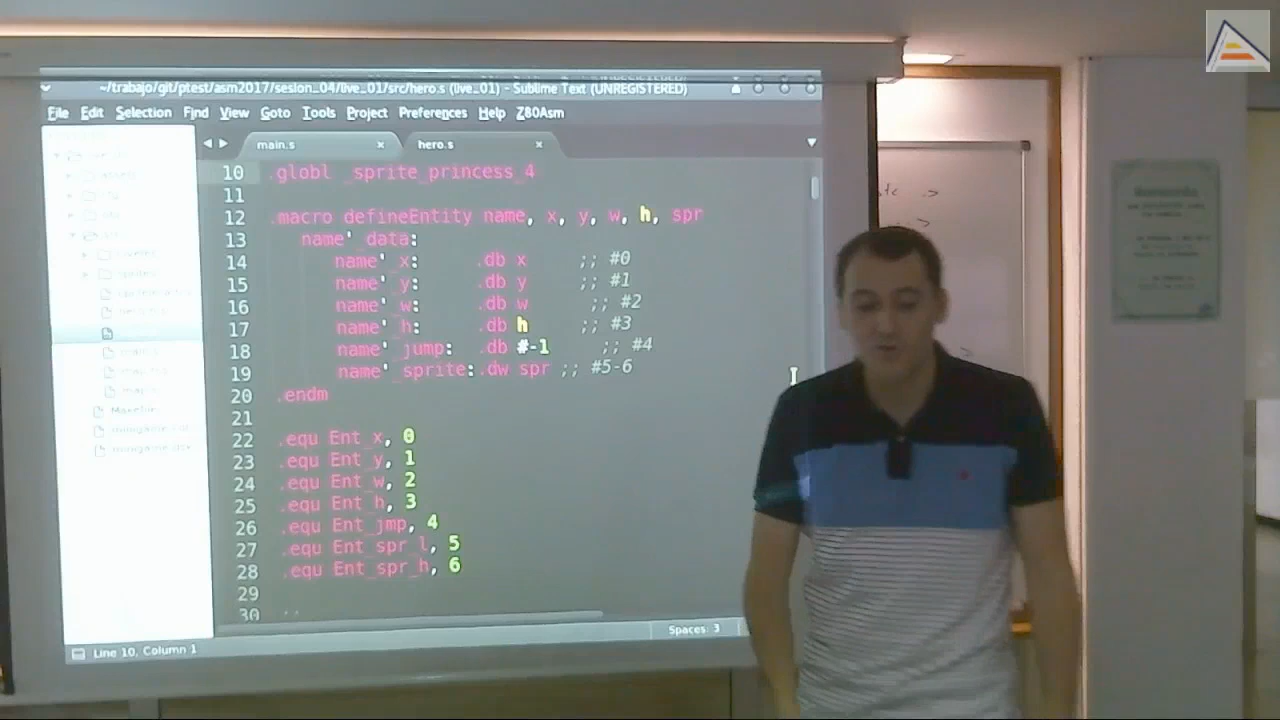 ~/trabajo/git/ptest/asm2017/sesion_04/live_01/src/hero.s (live_01) - Sublime Text (UNREGISTERED)
File Edit Selection Find View Goto Tools Project Preferences Help Z80Asm
main.s × hero.s ×
10 .globl _sprite_princess_4
11
12 .macro defineEntity name, x, y, w, h, spr
13 name'_data:
14 name'_x: .db x ;; #0
15 name'_y: .db y ;; #1
16 name'_w: .db w ;; #2
17 name'_h: .db h ;; #3
18 name'_jump: .db #-1 ;; #4
19 name'_sprite:.dw spr ;; #5-6
20 .endm
21
22 .equ Ent_x, 0
23 .equ Ent_y, 1
24 .equ Ent_w, 2
25 .equ Ent_h, 3
26 .equ Ent_jmp, 4
27 .equ Ent_spr_l, 5
28 .equ Ent_spr_h, 6
29
30 ;;
Makefile
Line 10, Column 1 Spaces: 3